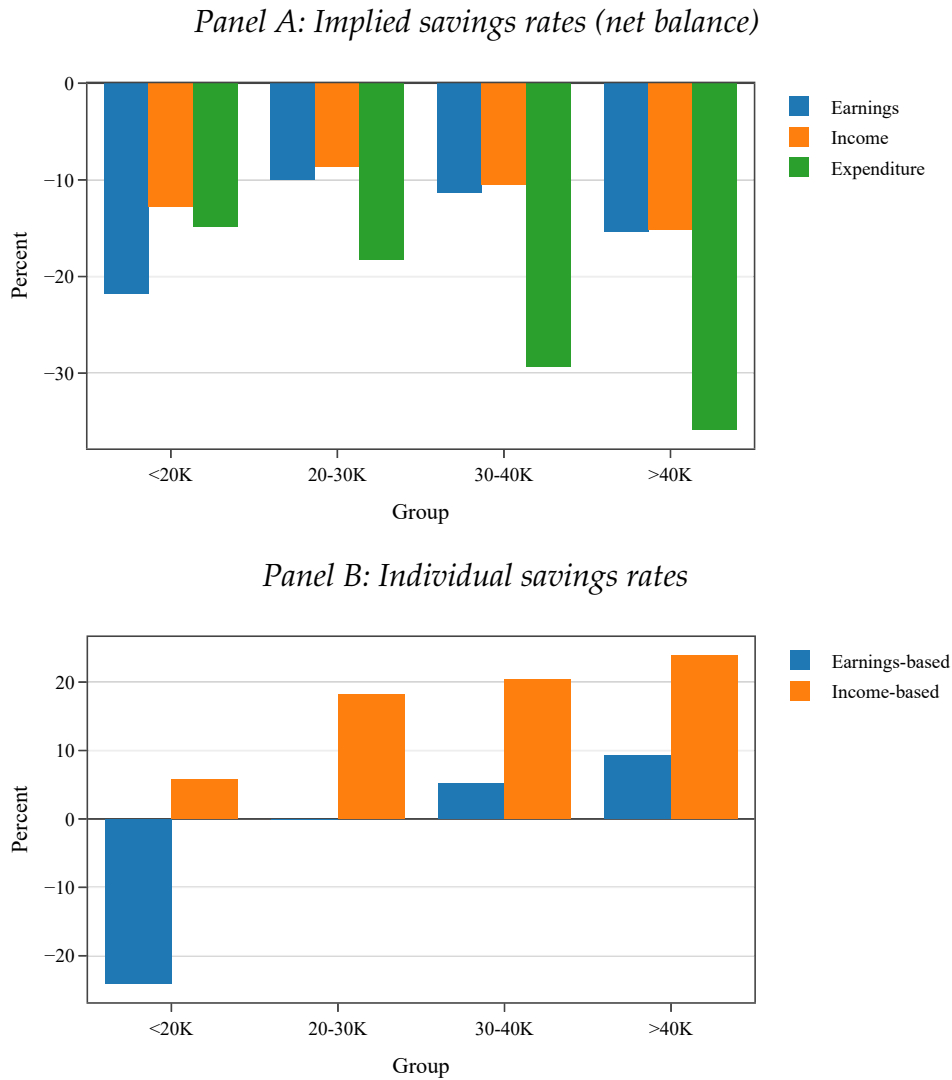 Panel A: Implied savings rates (net balance)
0
−10
−20
−30
Percent
<20K
20-30K
30-40K
>40K
Group
Earnings
Income
Expenditure
Panel B: Individual savings rates
20
10
0
−10
−20
Percent
<20K
20-30K
30-40K
>40K
Group
Earnings-based
Income-based